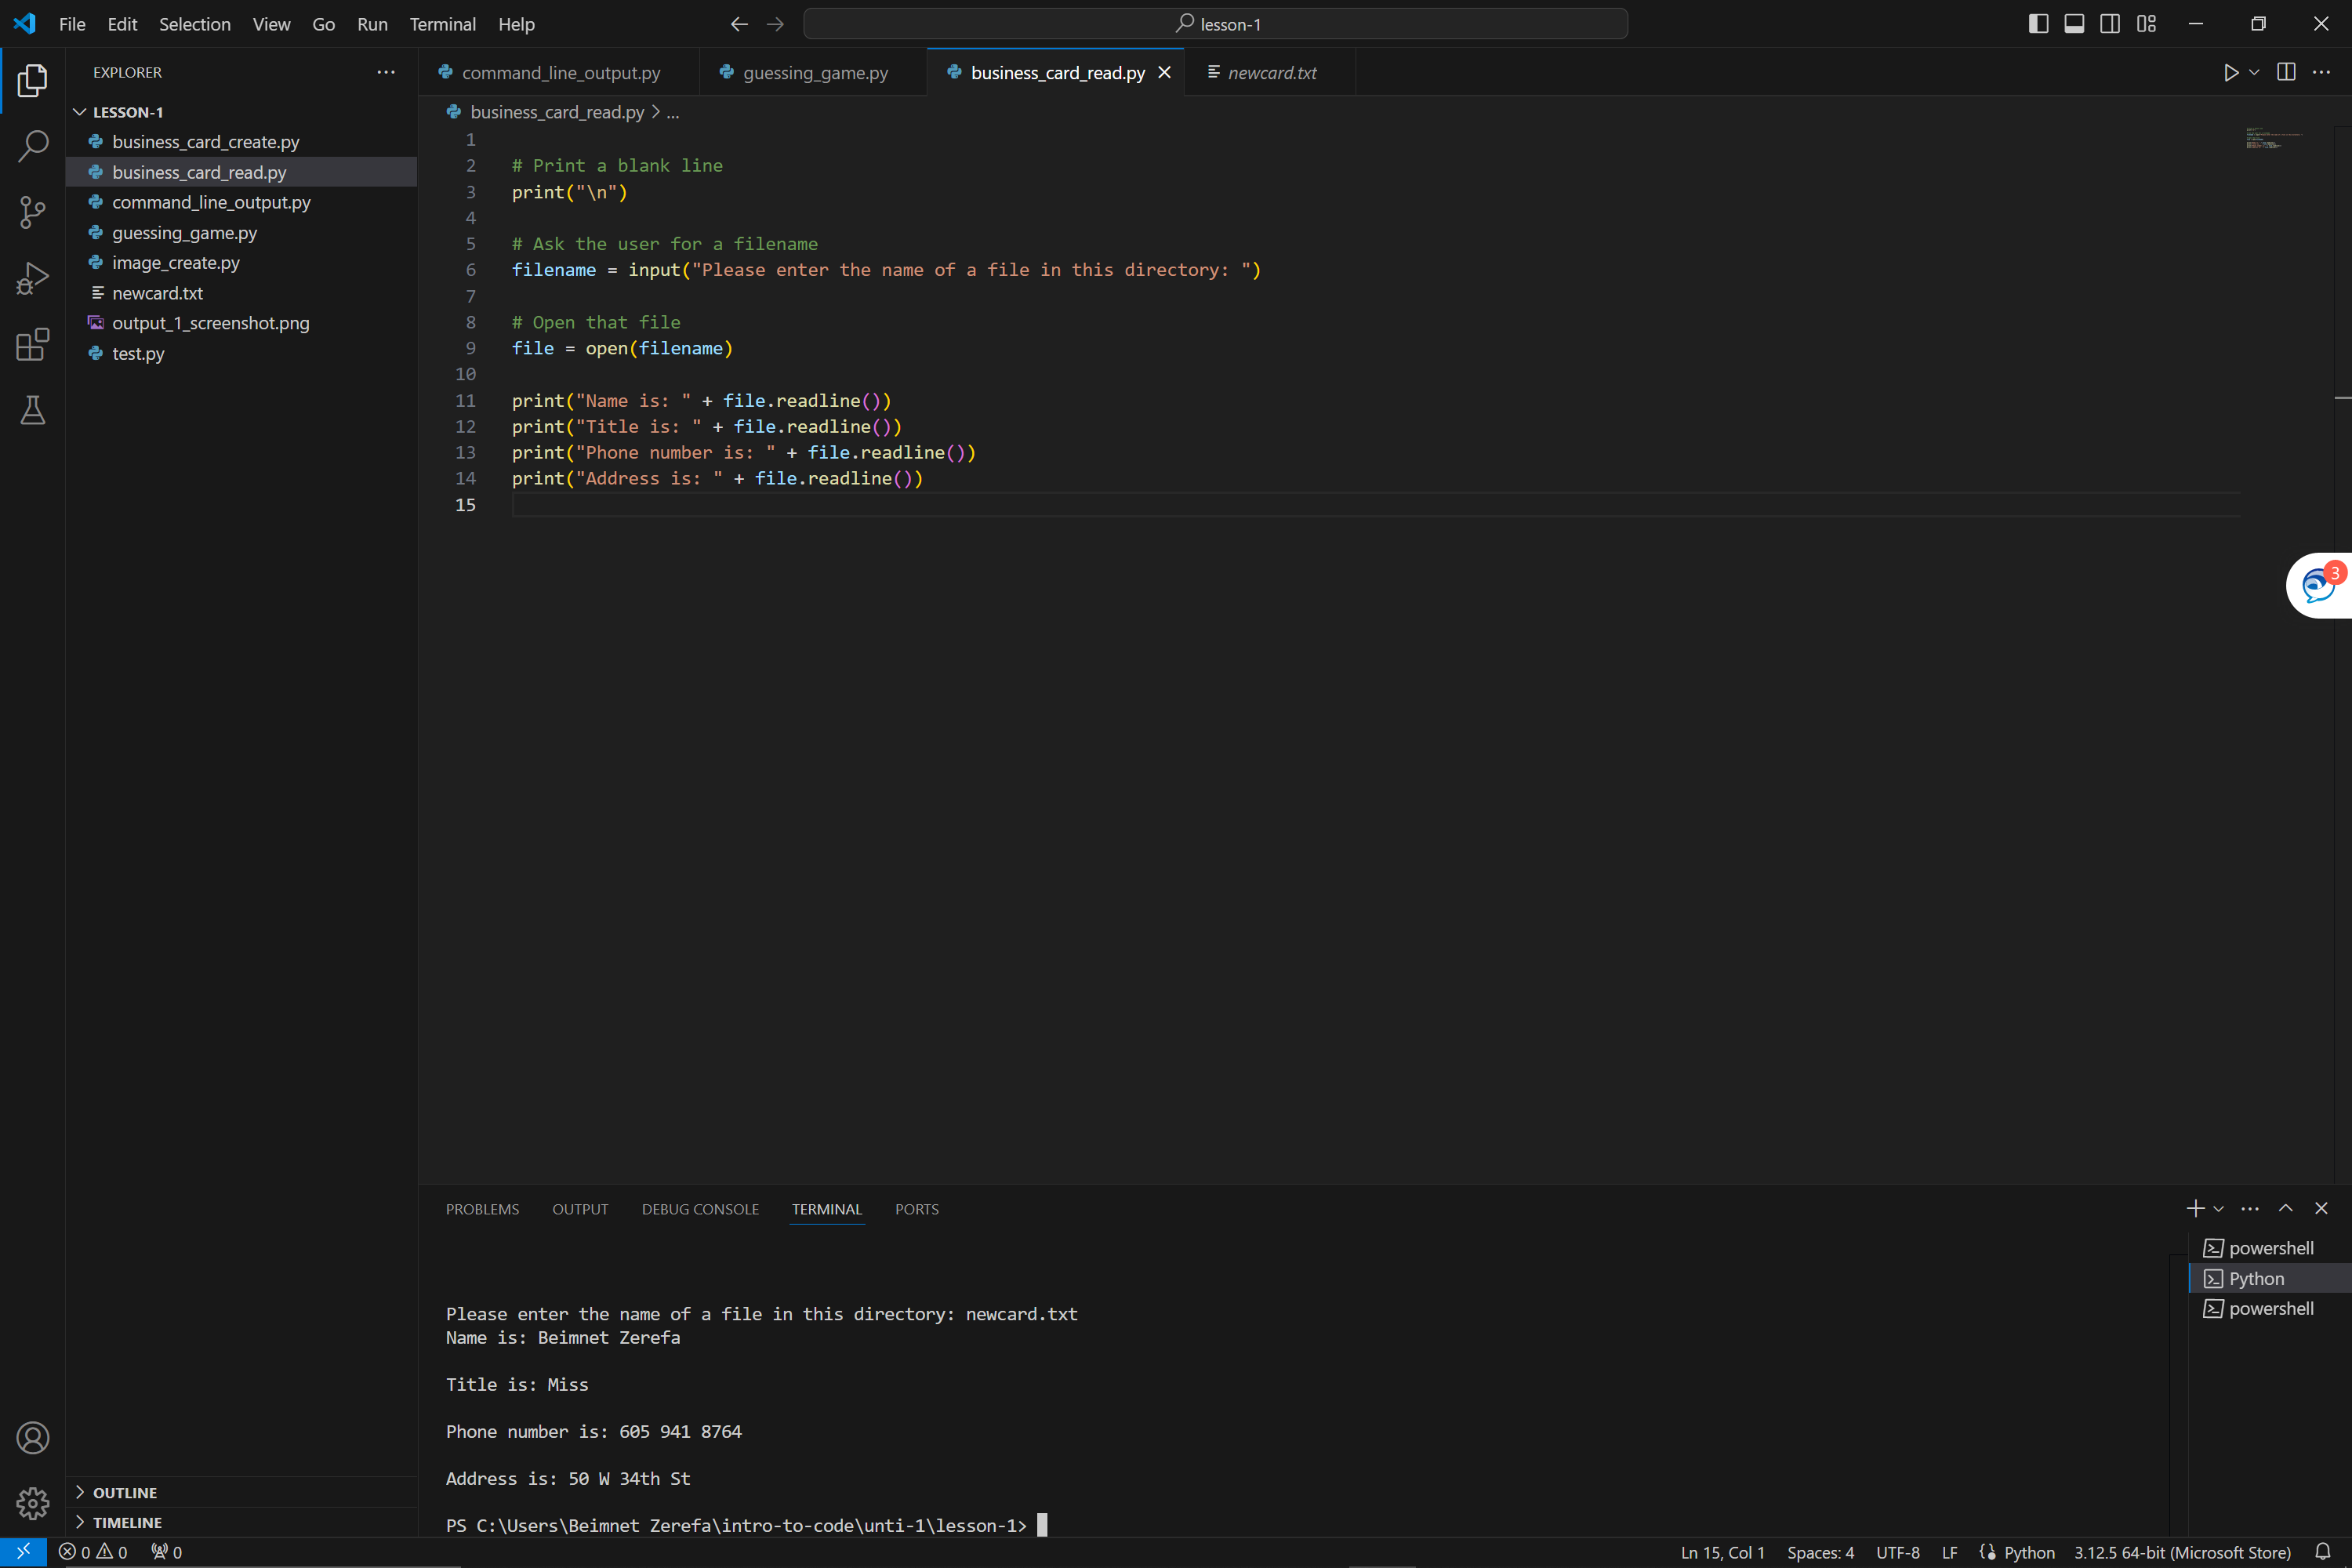 File Edit Selection View Go Run Terminal Help
lesson-1
EXPLORER
LESSON-1
business_card_create.py
business_card_read.py
command_line_output.py
guessing_game.py
image_create.py
newcard.txt
output_1_screenshot.png
test.py
OUTLINE
TIMELINE
command_line_output.py guessing_game.py business_card_read.py newcard.txt
business_card_read.py > ...
1
2 # Print a blank line
3 print("\n")
4
5 # Ask the user for a filename
6 filename = input("Please enter the name of a file in this directory: ")
7
8 # Open that file
9 file = open(filename)
10
11 print("Name is: " + file.readline())
12 print("Title is: " + file.readline())
13 print("Phone number is: " + file.readline())
14 print("Address is: " + file.readline())
15
3
PROBLEMS OUTPUT DEBUG CONSOLE TERMINAL PORTS
Please enter the name of a file in this directory: newcard.txt
Name is: Beimnet Zerefa
Title is: Miss
Phone number is: 605 941 8764
Address is: 50 W 34th St
PS C:\Users\Beimnet Zerefa\intro-to-code\unti-1\lesson-1>
powershell
Python
powershell
0 0 0 Ln 15, Col 1 Spaces: 4 UTF-8 LF Python 3.12.5 64-bit (Microsoft Store)